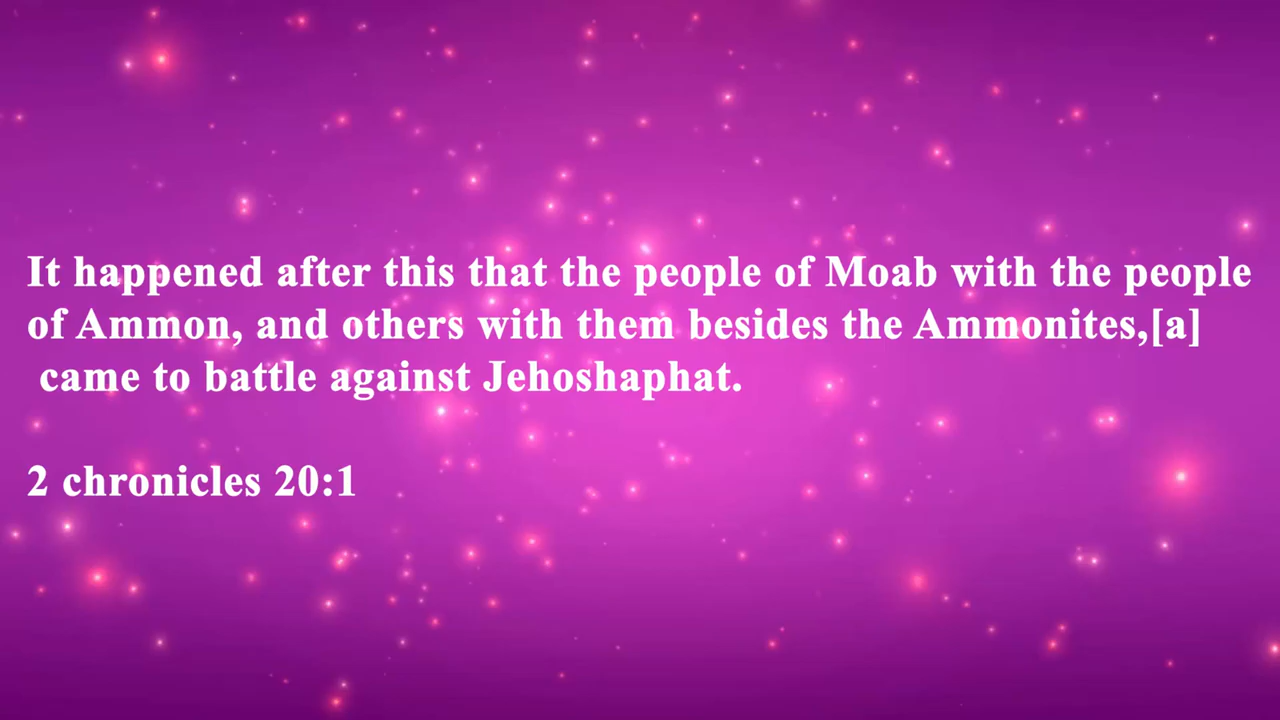 It happened after this that the people of Moab with the people
of Ammon, and others with them besides the Ammonites,[a]
came to battle against Jehoshaphat.
2 chronicles 20:1